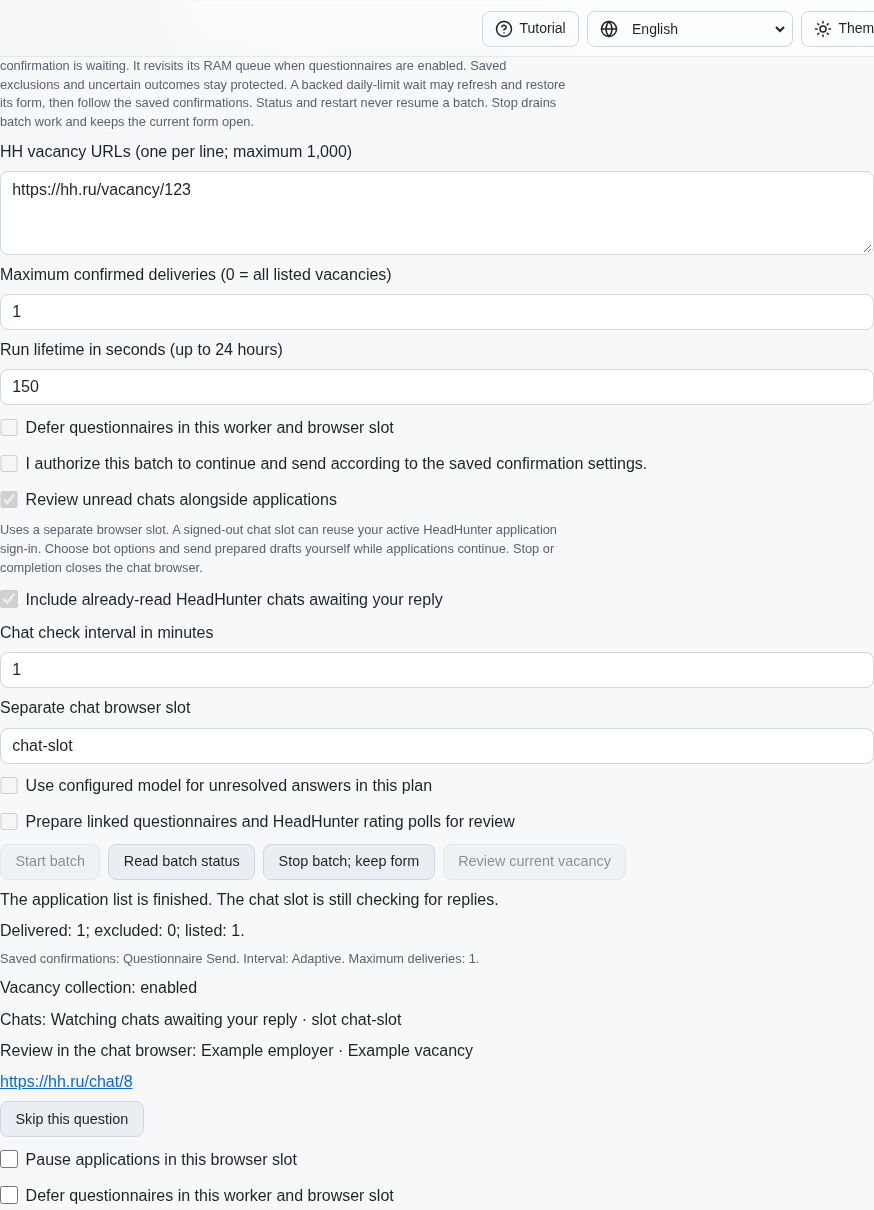 Tutorial
English
Them
confirmation is waiting. It revisits its RAM queue when questionnaires are enabled. Saved
exclusions and uncertain outcomes stay protected. A backed daily-limit wait may refresh and restore
its form, then follow the saved confirmations. Status and restart never resume a batch. Stop drains
batch work and keeps the current form open.
HH vacancy URLs (one per line; maximum 1,000)
https://hh.ru/vacancy/123
Maximum confirmed deliveries (0 = all listed vacancies)
1
Run lifetime in seconds (up to 24 hours)
150
Defer questionnaires in this worker and browser slot
I authorize this batch to continue and send according to the saved confirmation settings.
Review unread chats alongside applications
Uses a separate browser slot. A signed-out chat slot can reuse your active HeadHunter application
sign-in. Choose bot options and send prepared drafts yourself while applications continue. Stop or
completion closes the chat browser.
Include already-read HeadHunter chats awaiting your reply
Chat check interval in minutes
1
Separate chat browser slot
chat-slot
Use configured model for unresolved answers in this plan
Prepare linked questionnaires and HeadHunter rating polls for review
Start batch Read batch status Stop batch; keep form Review current vacancy
The application list is finished. The chat slot is still checking for replies.
Delivered: 1; excluded: 0; listed: 1.
Saved confirmations: Questionnaire Send. Interval: Adaptive. Maximum deliveries: 1.
Vacancy collection: enabled
Chats: Watching chats awaiting your reply · slot chat-slot
Review in the chat browser: Example employer · Example vacancy
https://hh.ru/chat/8
Skip this question
Pause applications in this browser slot
Defer questionnaires in this worker and browser slot